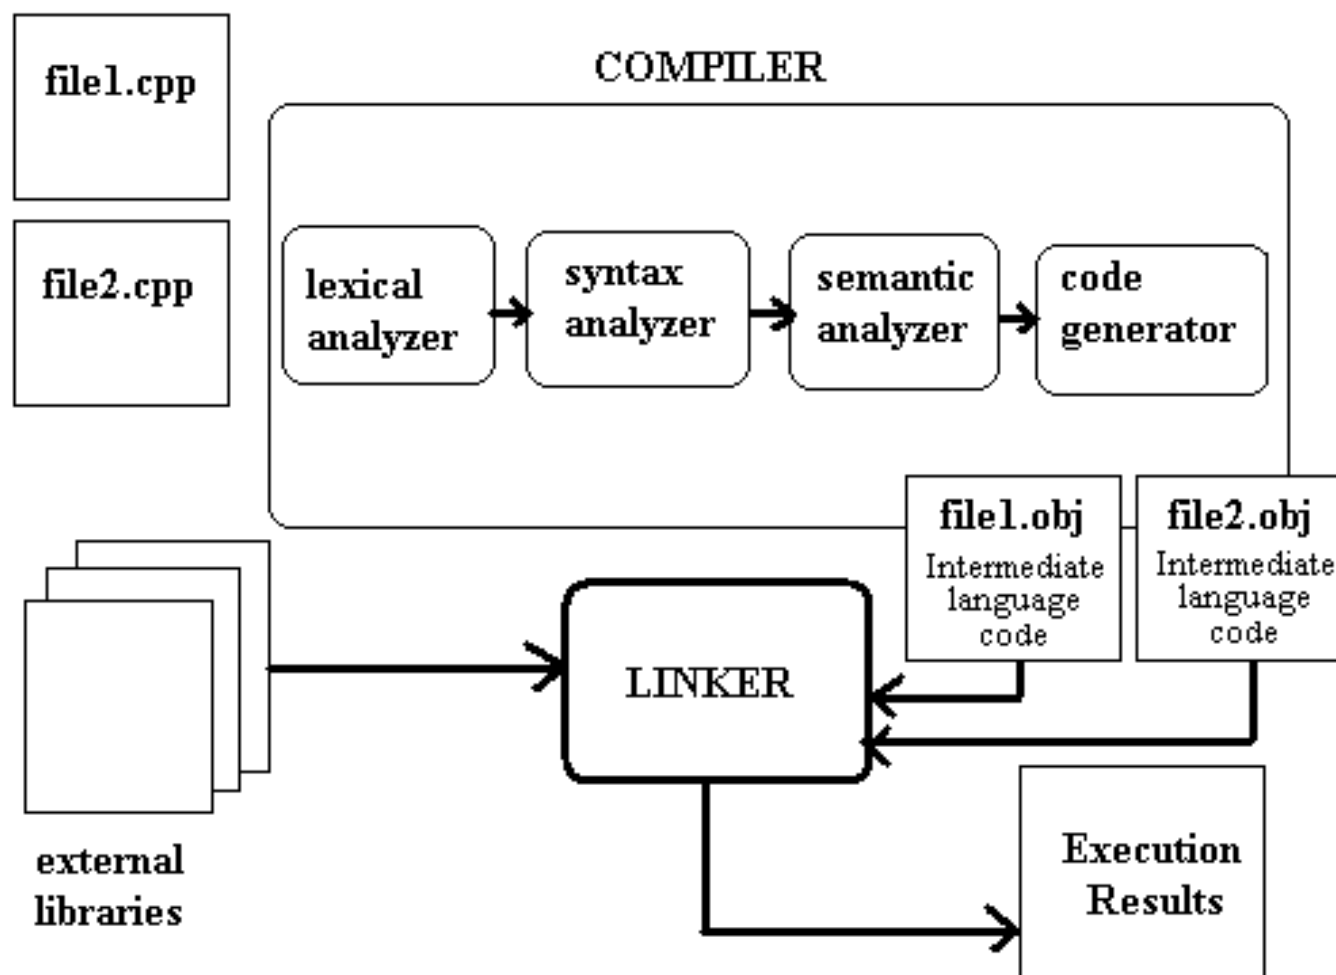 file1.cpp
COMPILER
file2.cpp
lexical
analyzer
syntax
analyzer
semantic
analyzer
code
generator
file1.obj
Intermediate
language
code
file2.obj
Intermediate
language
code
LINKER
external
libraries
Execution
Results